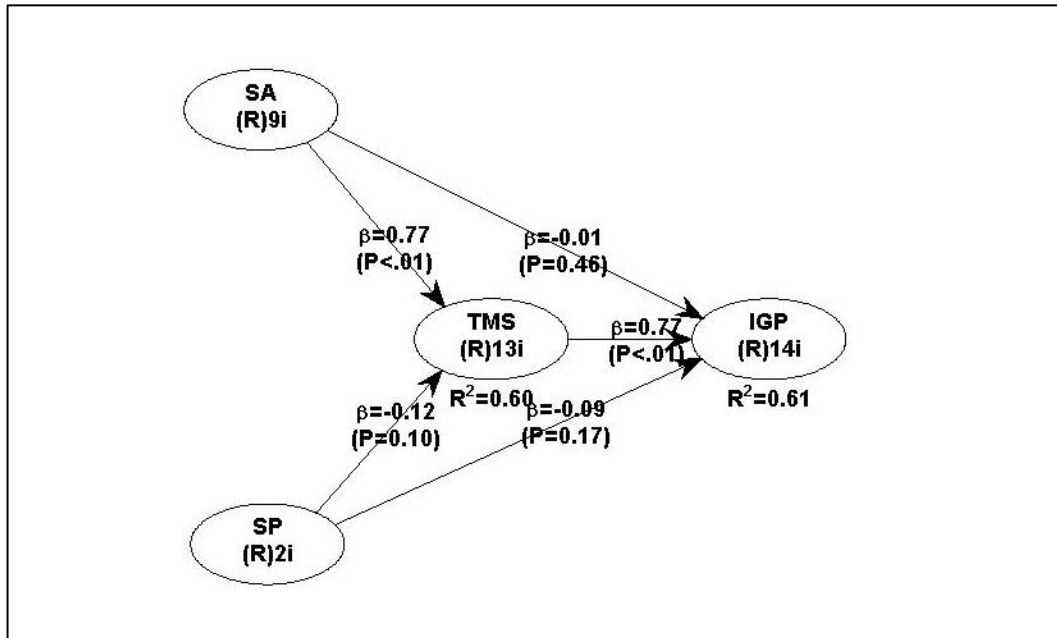 SA
(R)9i
β=0.77
(P<.01)
β=-0.01
(P=0.46)
TMS
(R)13i
R²=0.60
β=0.77
(P<.01)
IGP
(R)14i
R²=0.61
β=-0.12
(P=0.10)
β=-0.09
(P=0.17)
SP
(R)2i